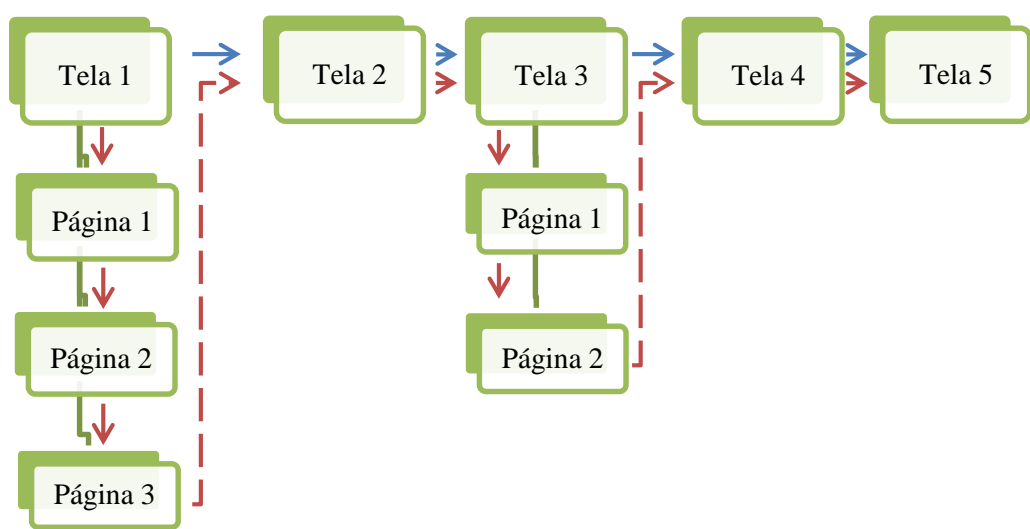 Tela 1
Tela 2
Tela 3
Tela 4
Tela 5
Página 1
Página 1
Página 2
Página 2
Página 3